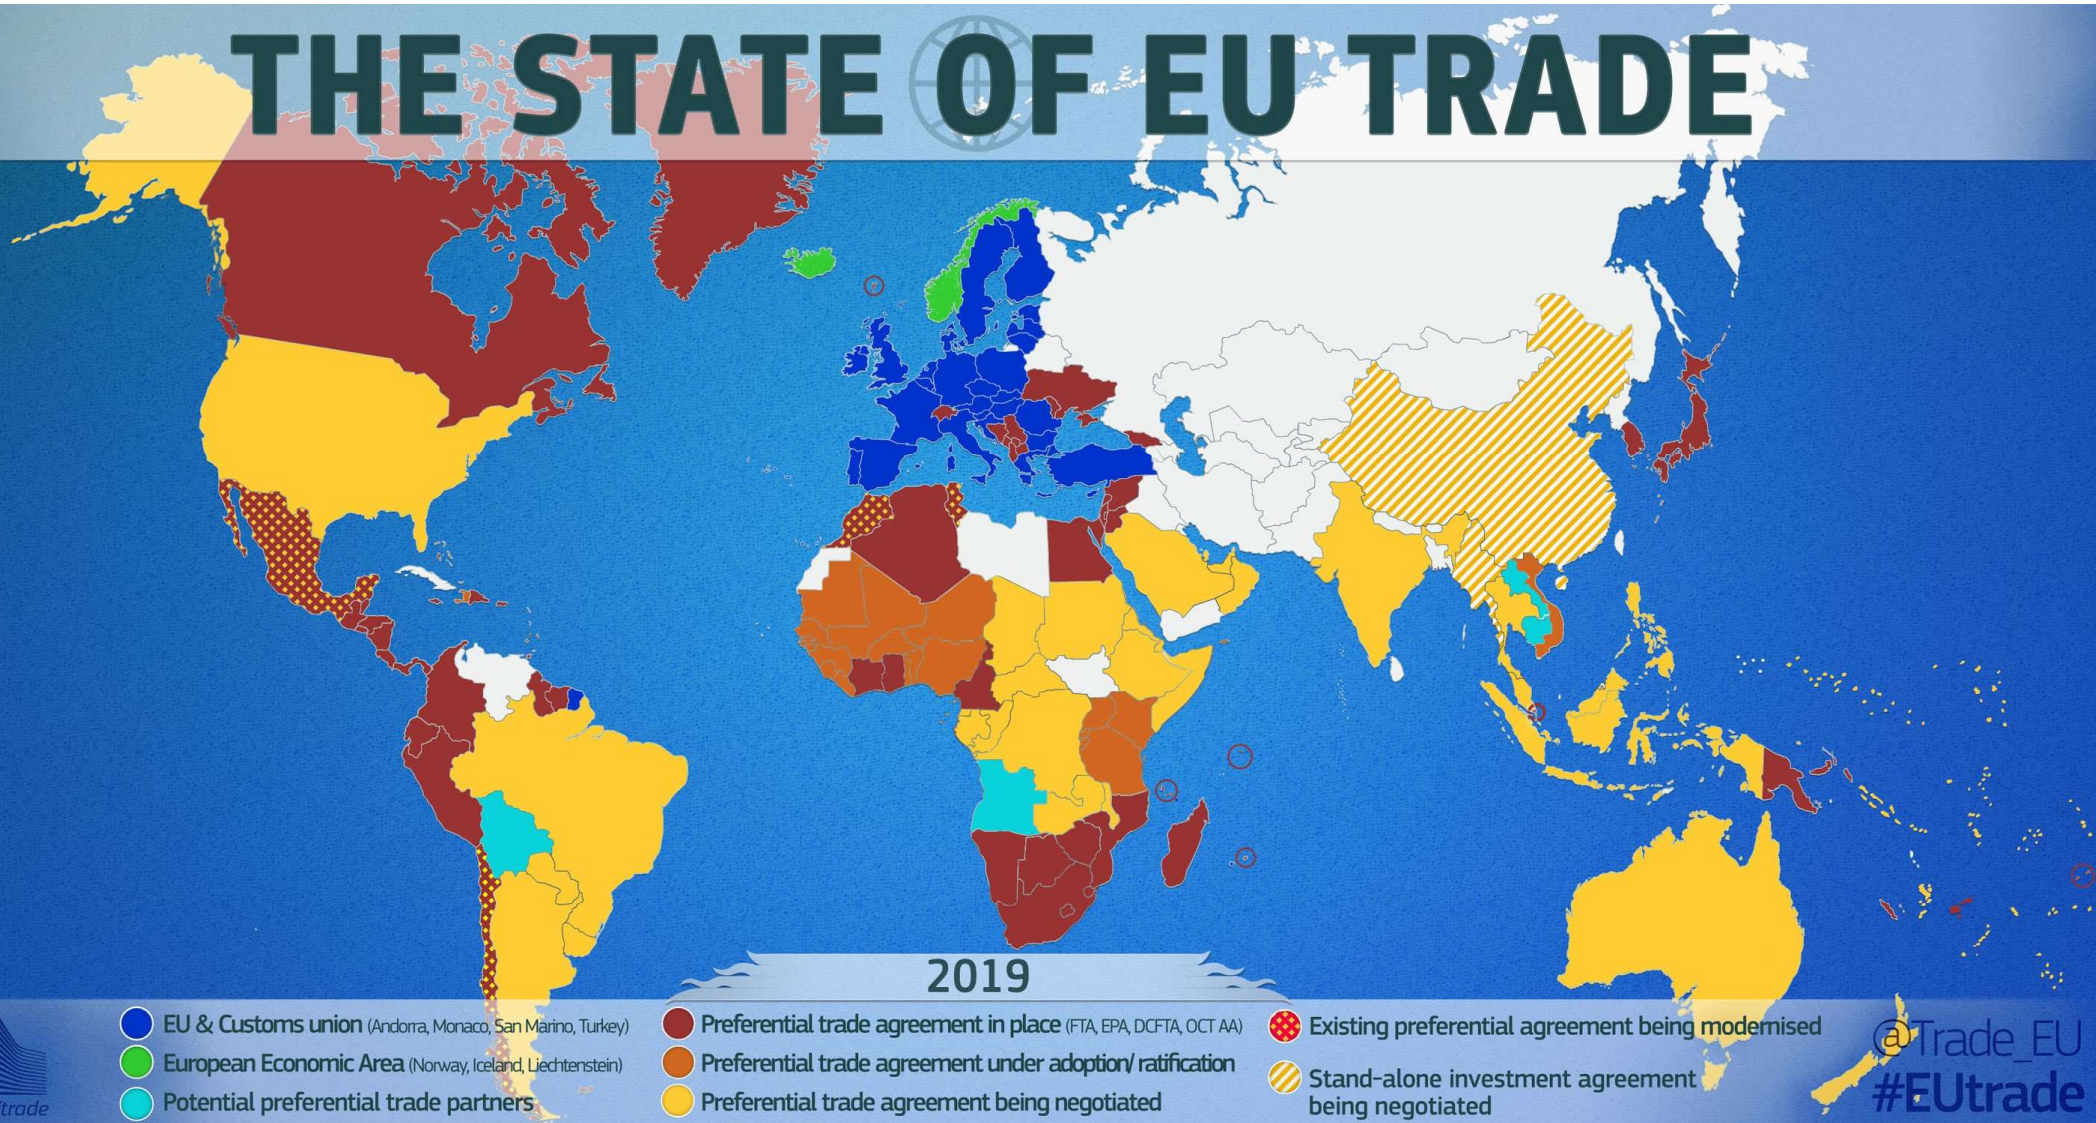 THE STATE OF EU TRADE
2019
EU & Customs union (Andorra, Monaco, San Marino, Turkey)
European Economic Area (Norway, Iceland, Liechtenstein)
Potential preferential trade partners
Preferential trade agreement in place (FTA, EPA, DCFTA, OCT AA)
Preferential trade agreement under adoption/ ratification
Preferential trade agreement being negotiated
Existing preferential agreement being modernised
Stand-alone investment agreement
being negotiated
@Trade_EU
#EUtrade
trade